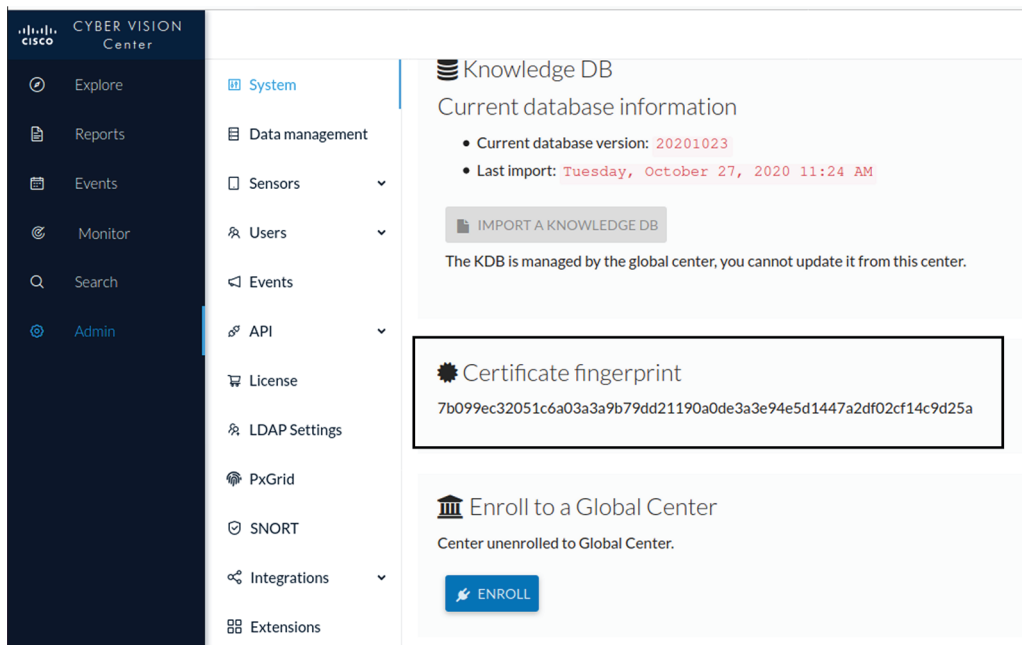 CISCO
CYBER VISION
Center
Explore
Reports
Events
Monitor
Search
Admin
System
Data management
Sensors
Users
Events
API
License
LDAP Settings
PxGrid
SNORT
Integrations
Extensions
Knowledge DB
Current database information
Current database version: 20201023
Last import: Tuesday, October 27, 2020 11:24 AM
IMPORT A KNOWLEDGE DB
The KDB is managed by the global center, you cannot update it from this center.
Certificate fingerprint
7b099ec32051c6a03a3a9b79dd21190a0de3a3e94e5d1447a2df02cf14c9d25a
Enroll to a Global Center
Center unenrolled to Global Center.
ENROLL